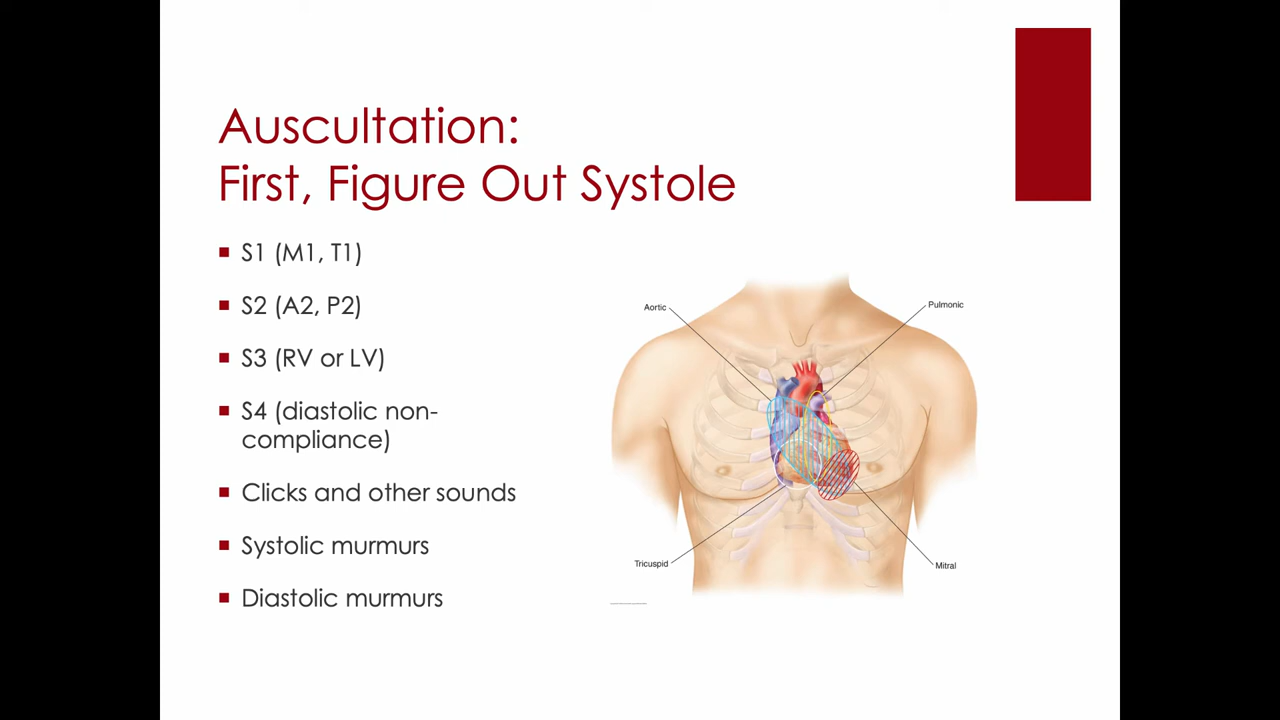 Auscultation:
First, Figure Out Systole
S1 (M1, T1)
S2 (A2, P2)
S3 (RV or LV)
S4 (diastolic non-
compliance)
Clicks and other sounds
Systolic murmurs
Diastolic murmurs
Aortic
Pulmonic
Tricuspid
Mitral